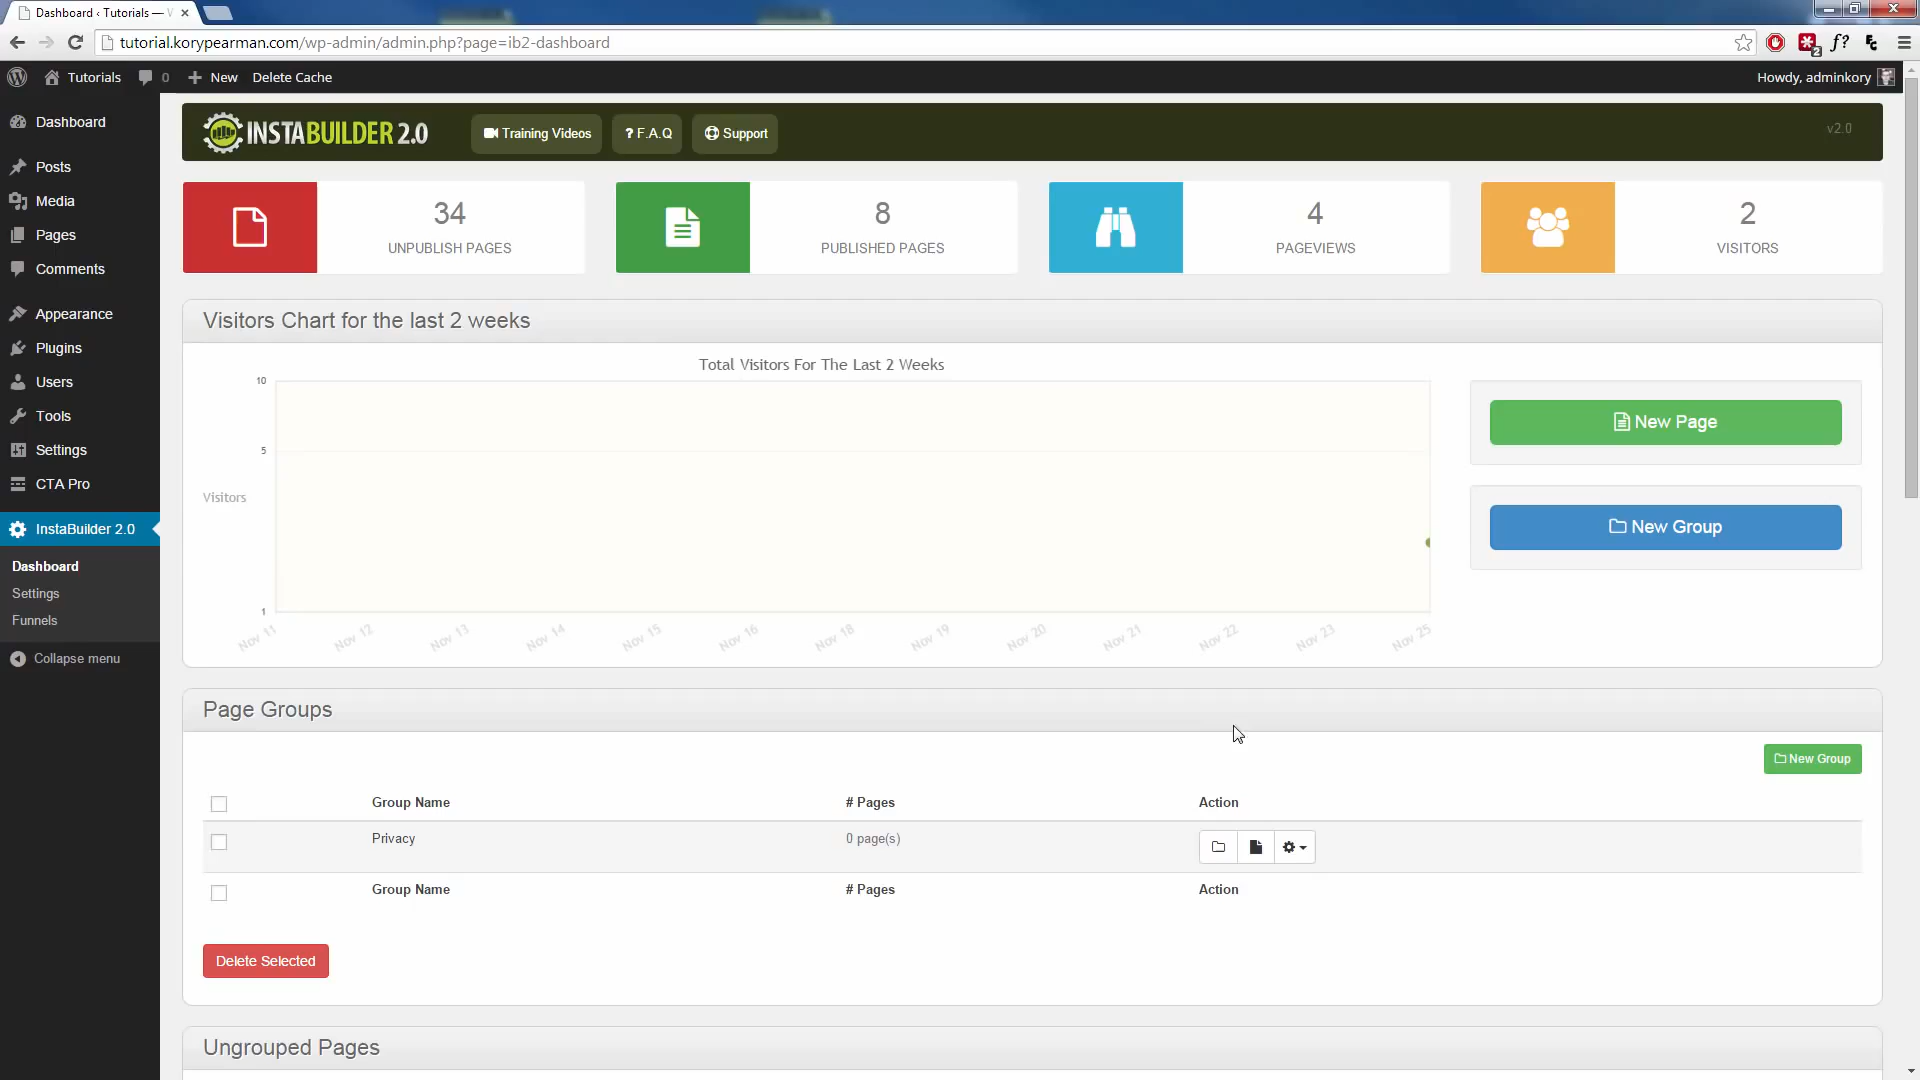 Dashboard ‹ Tutorials —
tutorial.korypearman.com/wp-admin/admin.php?page=ib2-dashboard
Tutorials 0 New Delete Cache Howdy, adminkory
Dashboard
Posts
Media
Pages
Comments
Appearance
Plugins
Users
Tools
Settings
CTA Pro
InstaBuilder 2.0
Dashboard
Settings
Funnels
Collapse menu
INSTABUILDER 2.0 Training Videos ? F.A.Q Support v2.0
34 8 4 2
UNPUBLISH PAGES PUBLISHED PAGES PAGEVIEWS VISITORS
Visitors Chart for the last 2 weeks
Total Visitors For The Last 2 Weeks
10
5
Visitors
1
Nov 11 Nov 12 Nov 13 Nov 14 Nov 15 Nov 16 Nov 18 Nov 19 Nov 20 Nov 21 Nov 22 Nov 23 Nov 25
New Page
New Group
Page Groups
New Group
Group Name # Pages Action
Privacy 0 page(s)
Group Name # Pages Action
Delete Selected
Ungrouped Pages